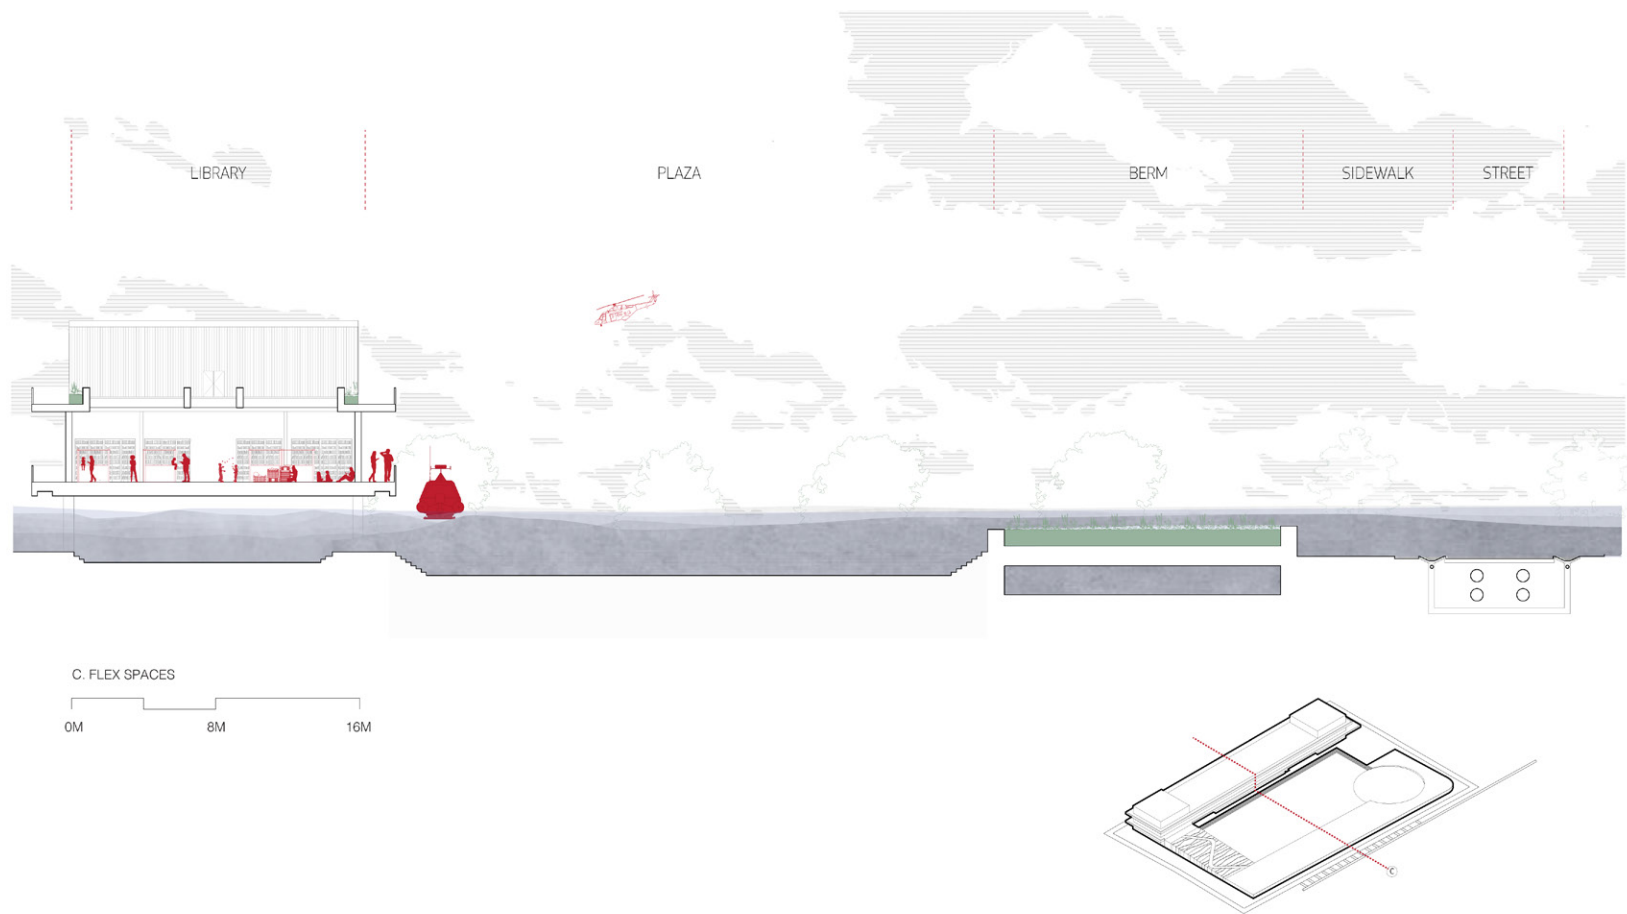 LIBRARY
PLAZA
BERM
SIDEWALK
STREET
C. FLEX SPACES
0M
8M
16M
C